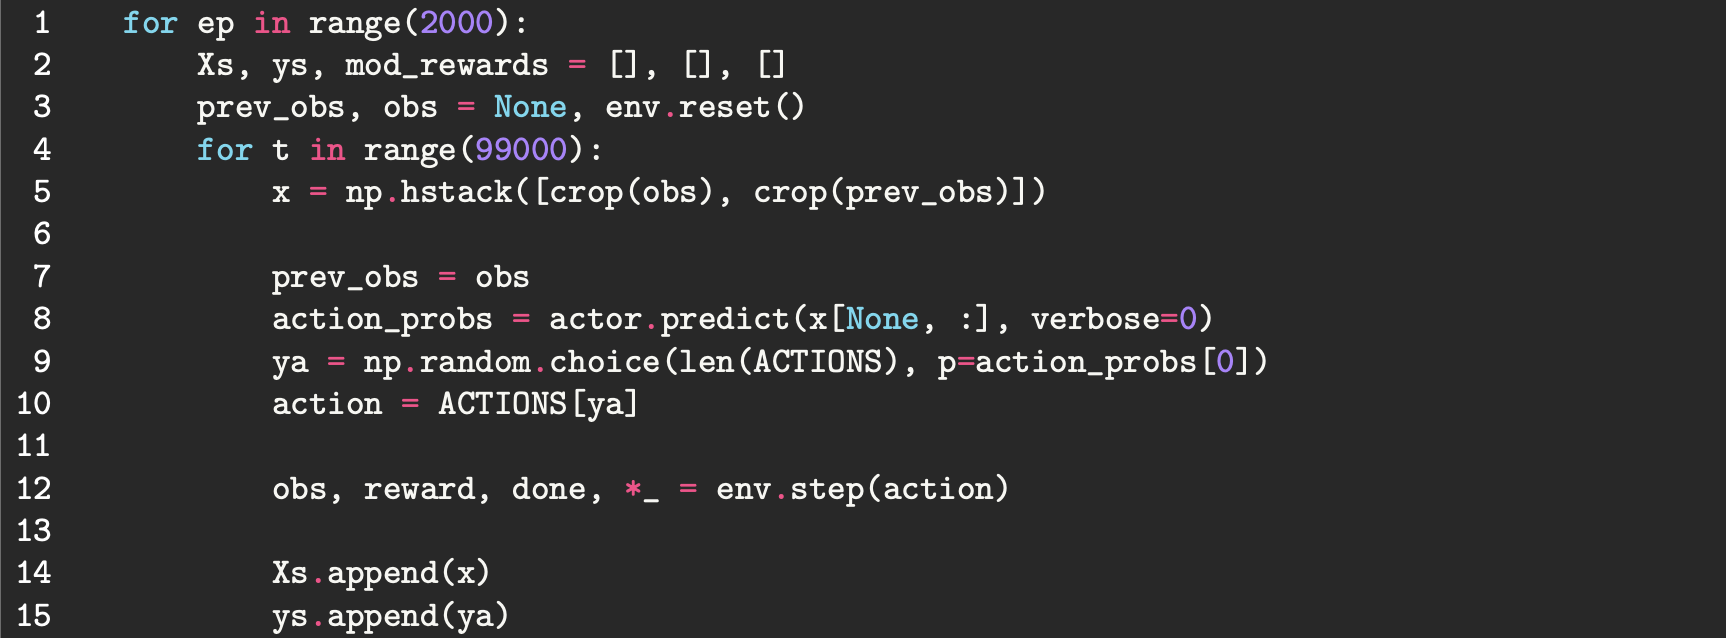 1 for ep in range(2000):
2 Xs, ys, mod_rewards = [], [], []
3 prev_obs, obs = None, env.reset()
4 for t in range(99000):
5 x = np.hstack([crop(obs), crop(prev_obs)])
6
7 prev_obs = obs
8 action_probs = actor.predict(x[None, :], verbose=0)
9 ya = np.random.choice(len(ACTIONS), p=action_probs[0])
10 action = ACTIONS[ya]
11
12 obs, reward, done, *_ = env.step(action)
13
14 Xs.append(x)
15 ys.append(ya)